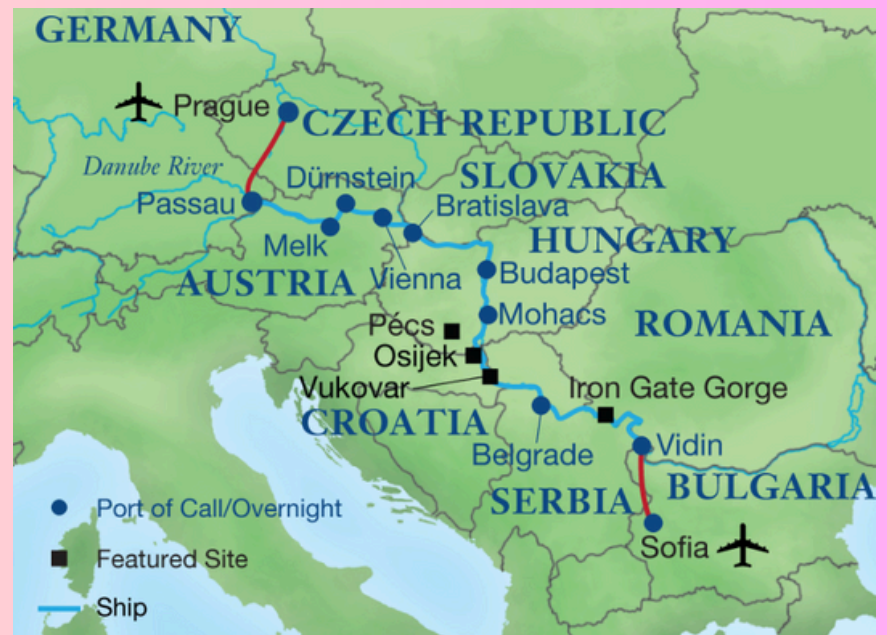 GERMANY
Prague
CZECH REPUBLIC
Danube River
Dürnstein
SLOVAKIA
Passau
Bratislava
Melk
HUNGARY
AUSTRIA
Vienna
Budapest
Mohacs
Pécs
ROMANIA
Osijek
Vukovar
Iron Gate Gorge
CROATIA
Belgrade
Vidin
SERBIA
BULGARIA
Port of Call/Overnight
Sofia
Featured Site
Ship